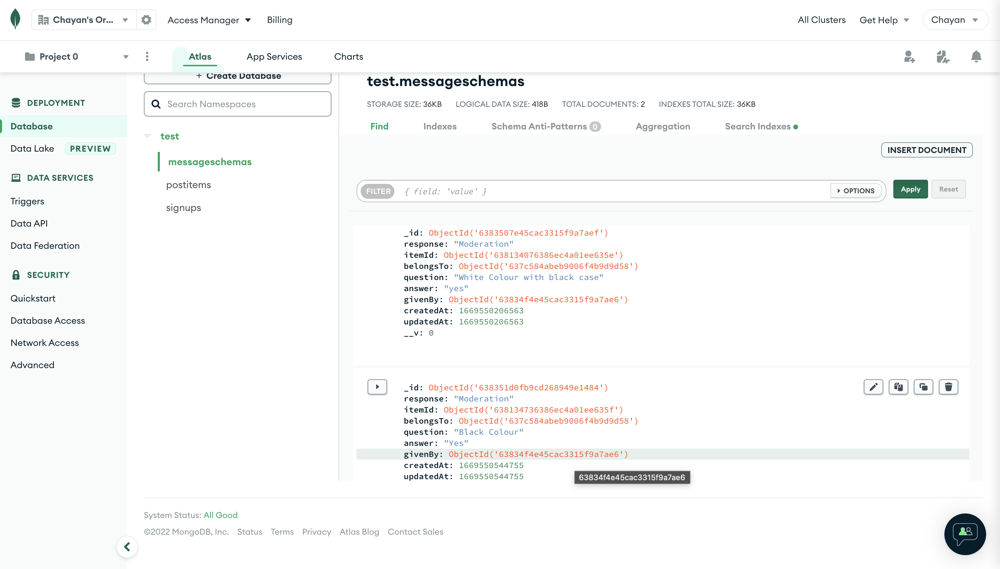 Chayan's Or...
Access Manager
Billing
All Clusters
Get Help
Chayan
Project 0
Atlas
App Services
Charts
DEPLOYMENT
Database
Data Lake PREVIEW
DATA SERVICES
Triggers
Data API
Data Federation
SECURITY
Quickstart
Database Access
Network Access
Advanced
+ Create Database
Search Namespaces
test
messageschemas
postitems
signups
test.messageschemas
STORAGE SIZE: 36KB LOGICAL DATA SIZE: 418B TOTAL DOCUMENTS: 2 INDEXES TOTAL SIZE: 36KB
Find Indexes Schema Anti-Patterns 0 Aggregation Search Indexes
INSERT DOCUMENT
FILTER { field: 'value' } OPTIONS Apply Reset
_id: ObjectId('6383507e45cac3315f9a7aef')
response: "Moderation"
itemId: ObjectId('638134076386ec4a01ee635e')
belongsTo: ObjectId('637c584abeb9006f4b9d9d58')
question: "White Colour with black case"
answer: "yes"
givenBy: ObjectId('63834f4e45cac3315f9a7ae6')
createdAt: 1669550206563
updatedAt: 1669550206563
__v: 0
_id: ObjectId('638351d0fb9cd268949e1484')
response: "Moderation"
itemId: ObjectId('638134736386ec4a01ee635f')
belongsTo: ObjectId('637c584abeb9006f4b9d9d58')
question: "Black Colour"
answer: "Yes"
givenBy: ObjectId('63834f4e45cac3315f9a7ae6')
createdAt: 1669550544755
updatedAt: 1669550544755
63834f4e45cac3315f9a7ae6
System Status: All Good
©2022 MongoDB, Inc. Status Terms Privacy Atlas Blog Contact Sales